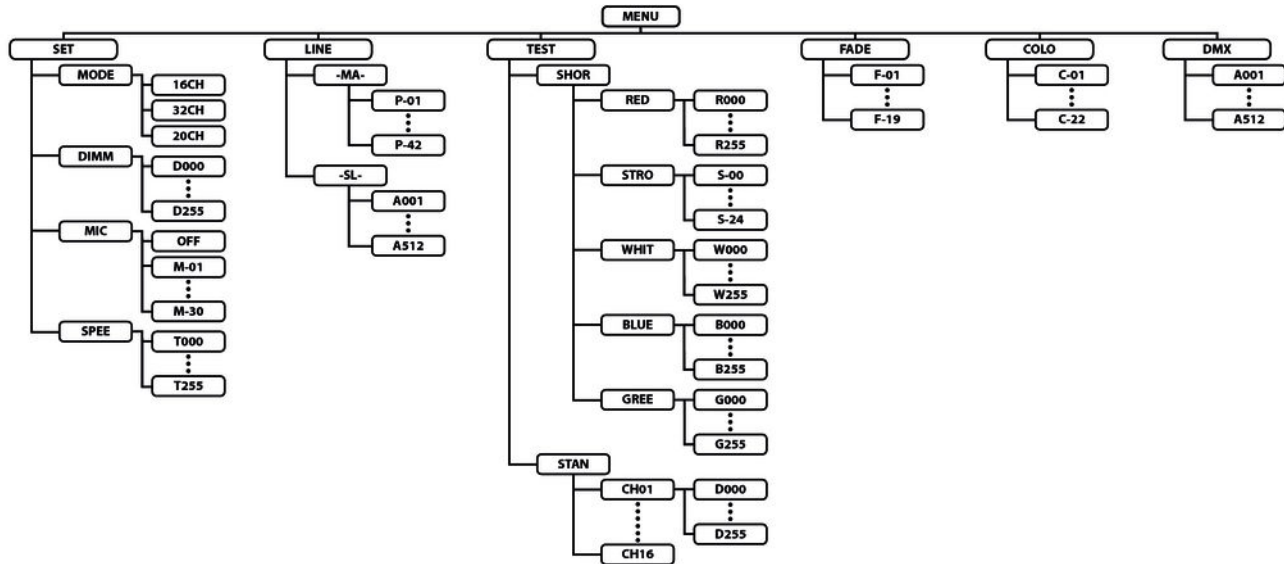 MENU
SET
LINE
TEST
FADE
COLO
DMX
MODE
16CH
32CH
20CH
DIMM
D000
D255
MIC
OFF
M-01
M-30
SPEE
T000
T255
-MA-
P-01
P-42
-SL-
A001
A512
SHOR
RED
R000
R255
STRO
S-00
S-24
WHIT
W000
W255
BLUE
B000
B255
GREE
G000
G255
STAN
CH01
D000
D255
CH16
F-01
F-19
C-01
C-22
A001
A512